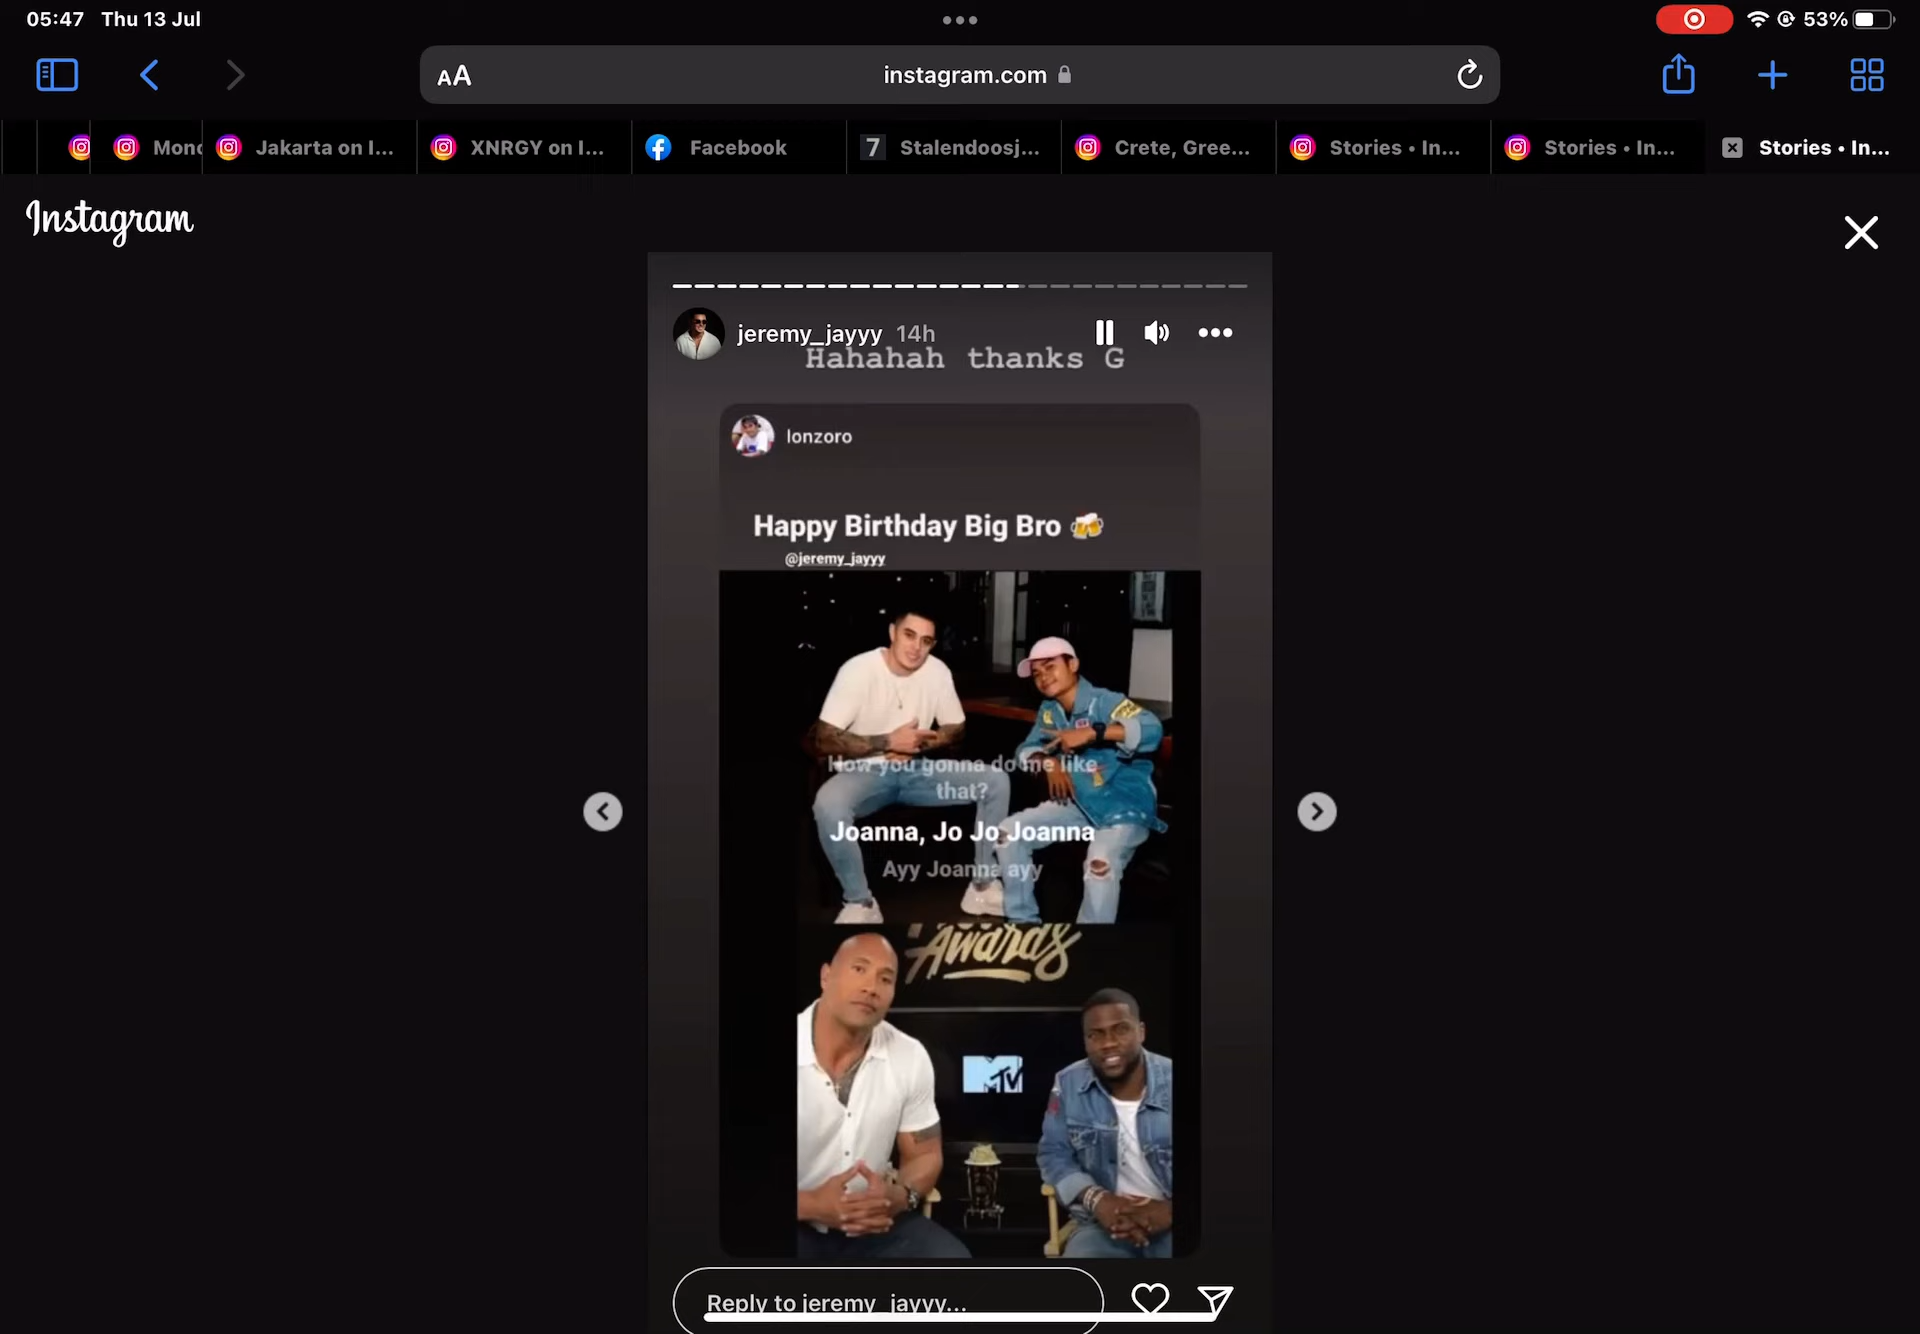 05:47 Thu 13 Jul
53%
AA
instagram.com
Mono
Jakarta on I...
XNRGY on I...
Facebook
7
Stalendoosj...
Crete, Gree...
Stories • In...
Stories • In...
Stories • In...
Instagram
jeremy_jayyy 14h
Hahahah thanks G
lonzoro
Happy Birthday Big Bro 🍻
@jeremy_jayyy
How you gonna do me like
that?
Joanna, Jo Jo Joanna
Ayy Joanna ayy
Awards
MTV
Reply to jeremy_jayyy...